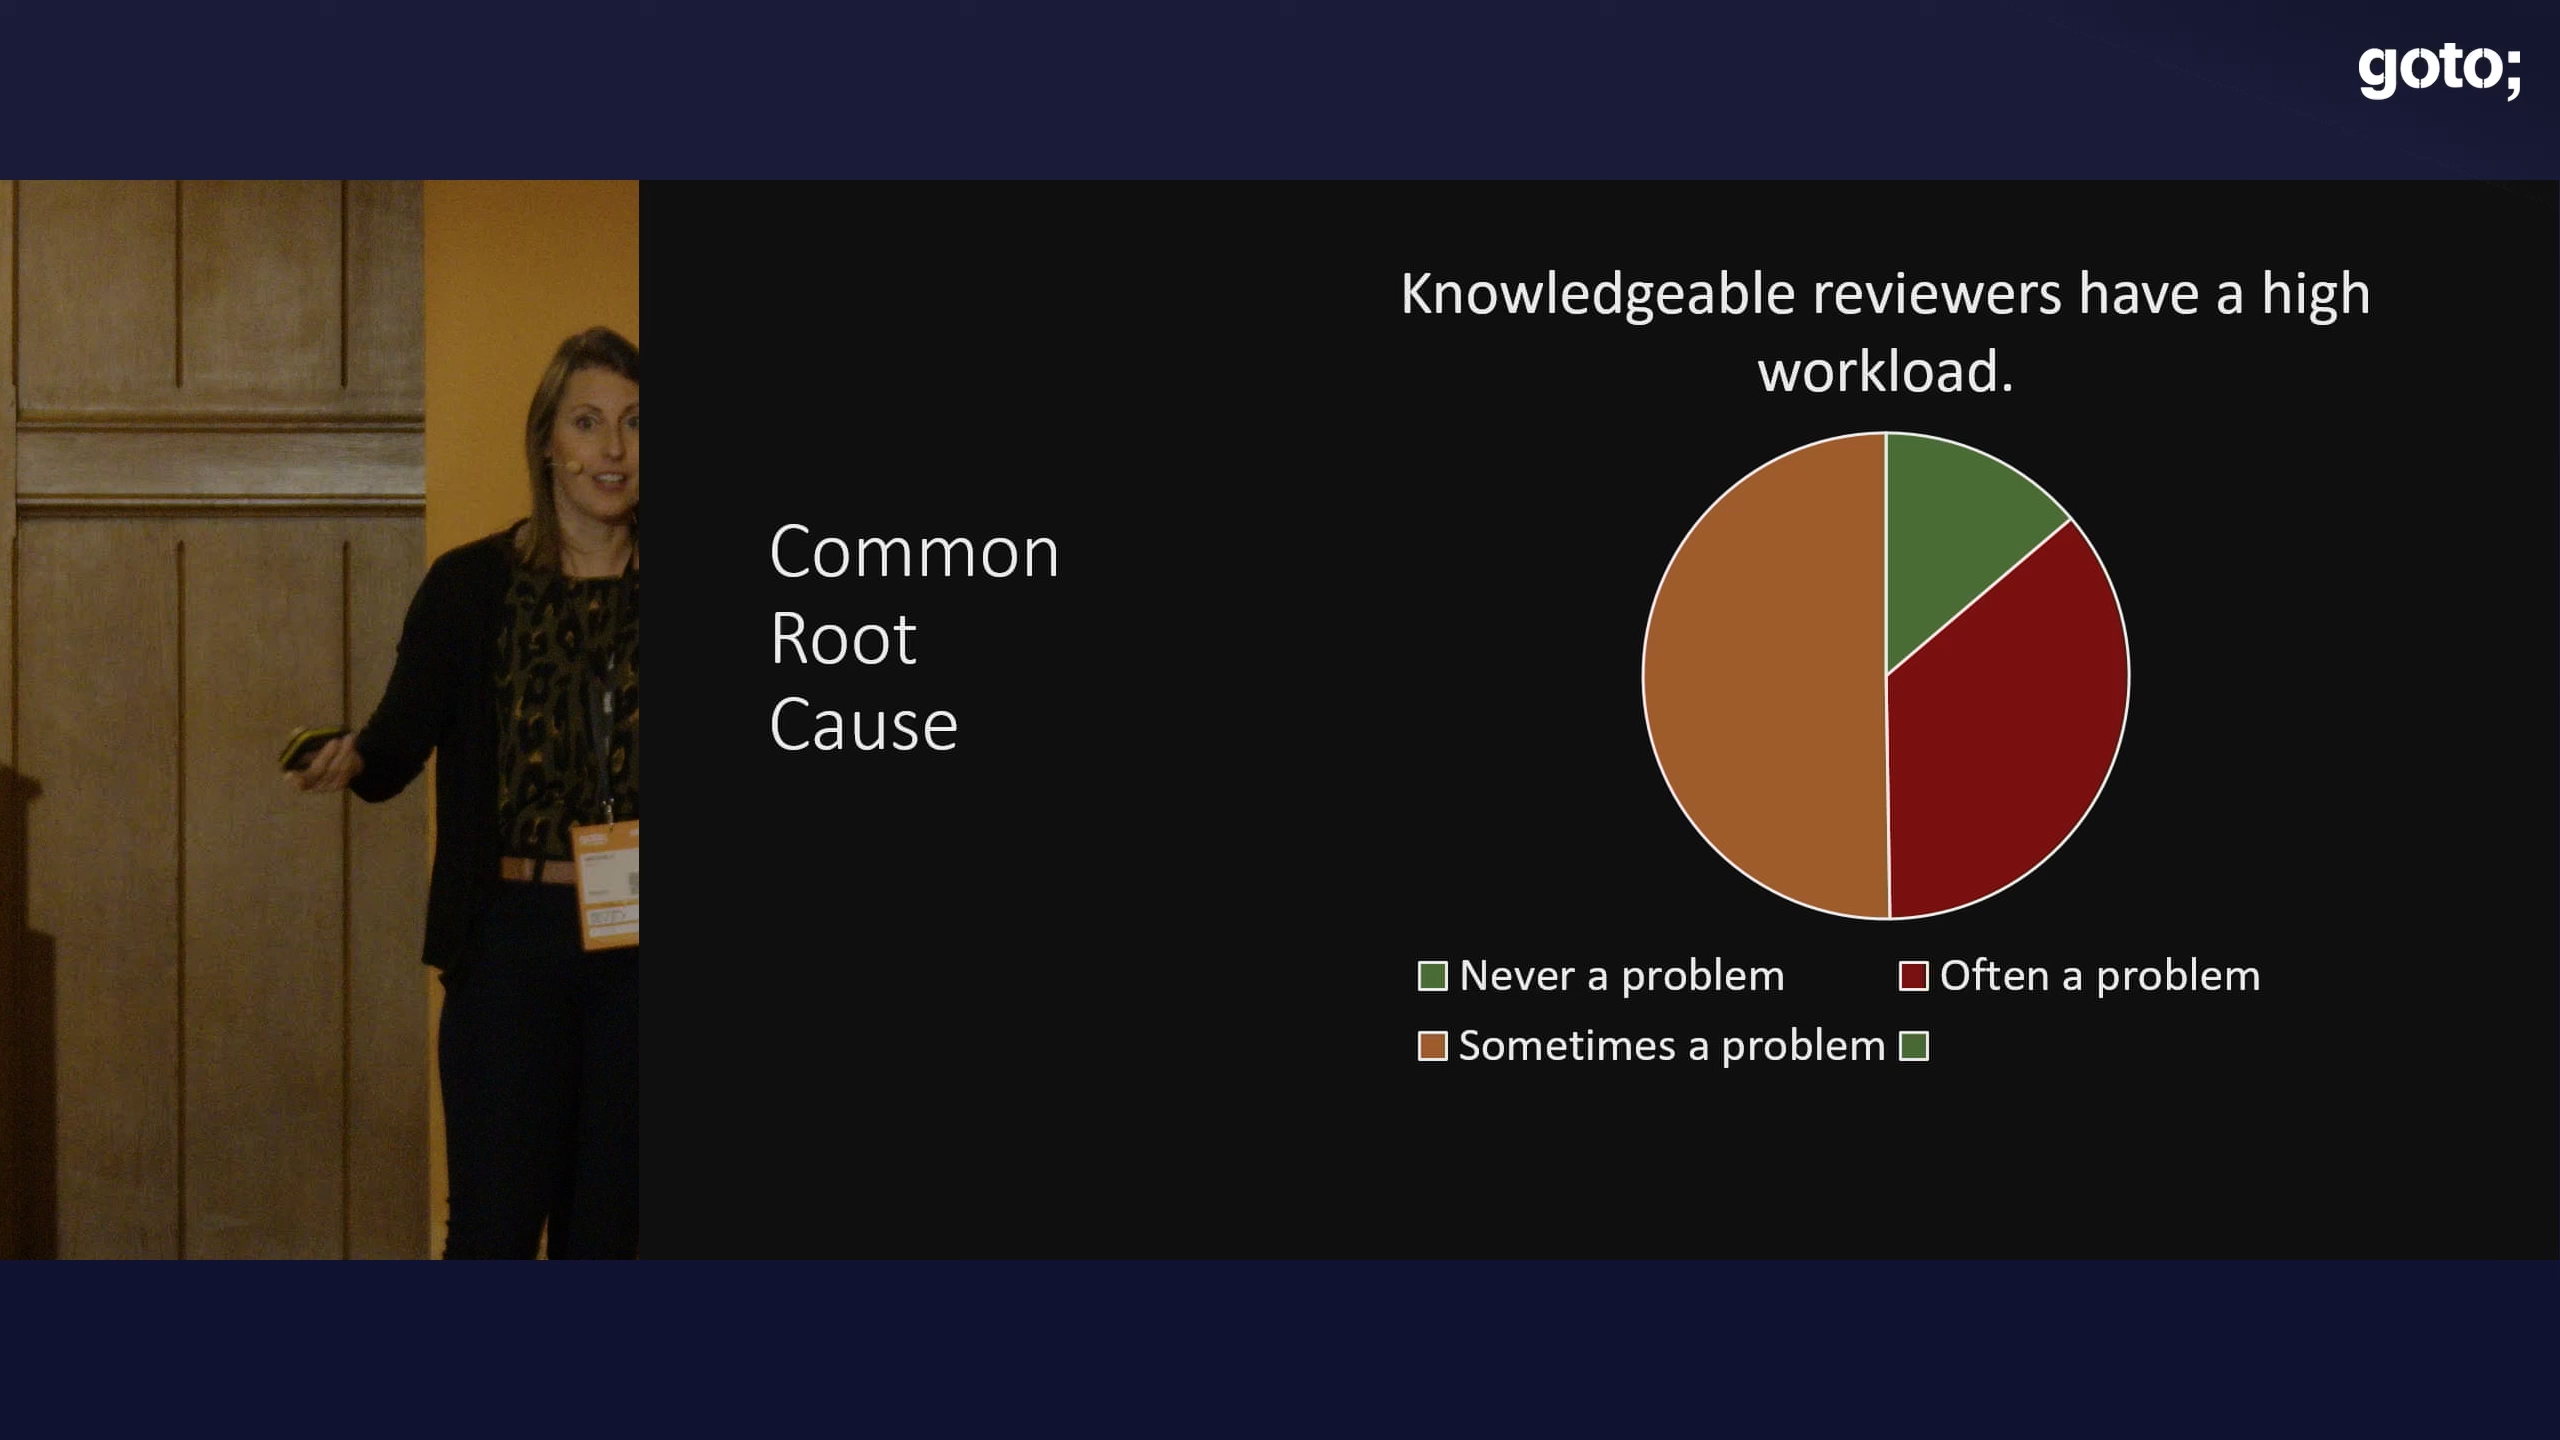 goto;
Knowledgeable reviewers have a high
workload.
Common
Root
Cause
Never a problem
Often a problem
Sometimes a problem